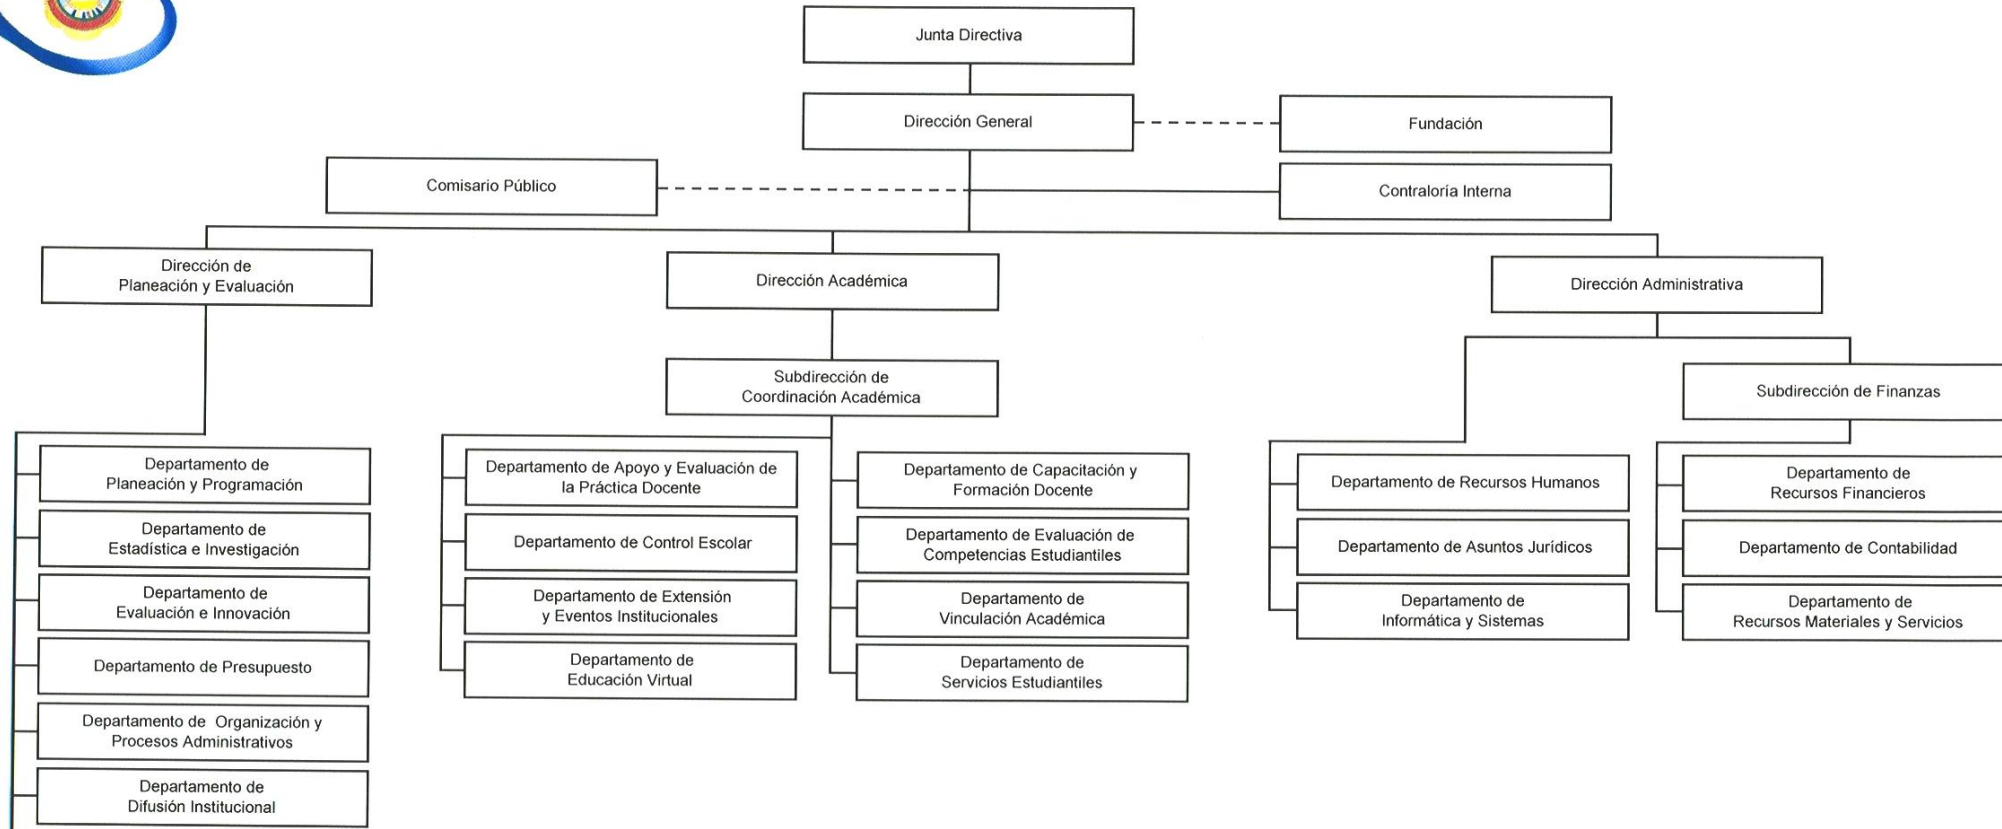 Junta Directiva
Dirección General
Fundación
Comisario Público
Contraloría Interna
Dirección de
Planeación y Evaluación
Dirección Académica
Dirección Administrativa
Subdirección de
Coordinación Académica
Subdirección de Finanzas
Departamento de
Planeación y Programación
Departamento de
Estadística e Investigación
Departamento de
Evaluación e Innovación
Departamento de Presupuesto
Departamento de  Organización y
Procesos Administrativos
Departamento de
Difusión Institucional
Departamento de Apoyo y Evaluación de
la Práctica Docente
Departamento de Control Escolar
Departamento de Extensión
y Eventos Institucionales
Departamento de
Educación Virtual
Departamento de Capacitación y
Formación Docente
Departamento de Evaluación de
Competencias Estudiantiles
Departamento de
Vinculación Académica
Departamento de
Servicios Estudiantiles
Departamento de Recursos Humanos
Departamento de Asuntos Jurídicos
Departamento de
Informática y Sistemas
Departamento de
Recursos Financieros
Departamento de Contabilidad
Departamento de
Recursos Materiales y Servicios